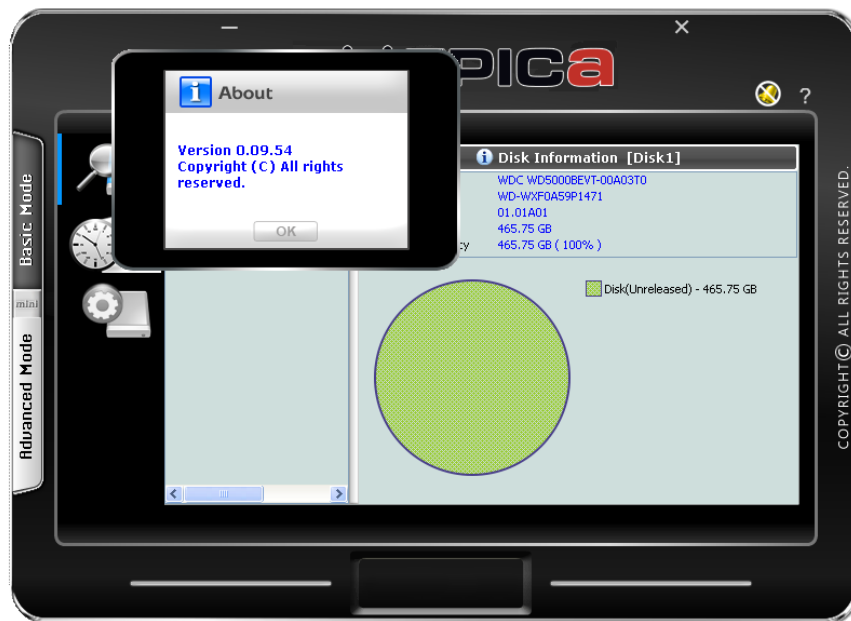 PICa
?
About
Version 0.09.54
Copyright (C) All rights
reserved.
OK
Disk Information [Disk1]
WDC WD5000BEVT-00A03T0
WD-WXF0A59P1471
01.01A01
465.75 GB
465.75 GB ( 100% )
Disk(Unreleased) - 465.75 GB
Basic Mode
mini
Advanced Mode
COPYRIGHT© ALL RIGHTS RESERVED.